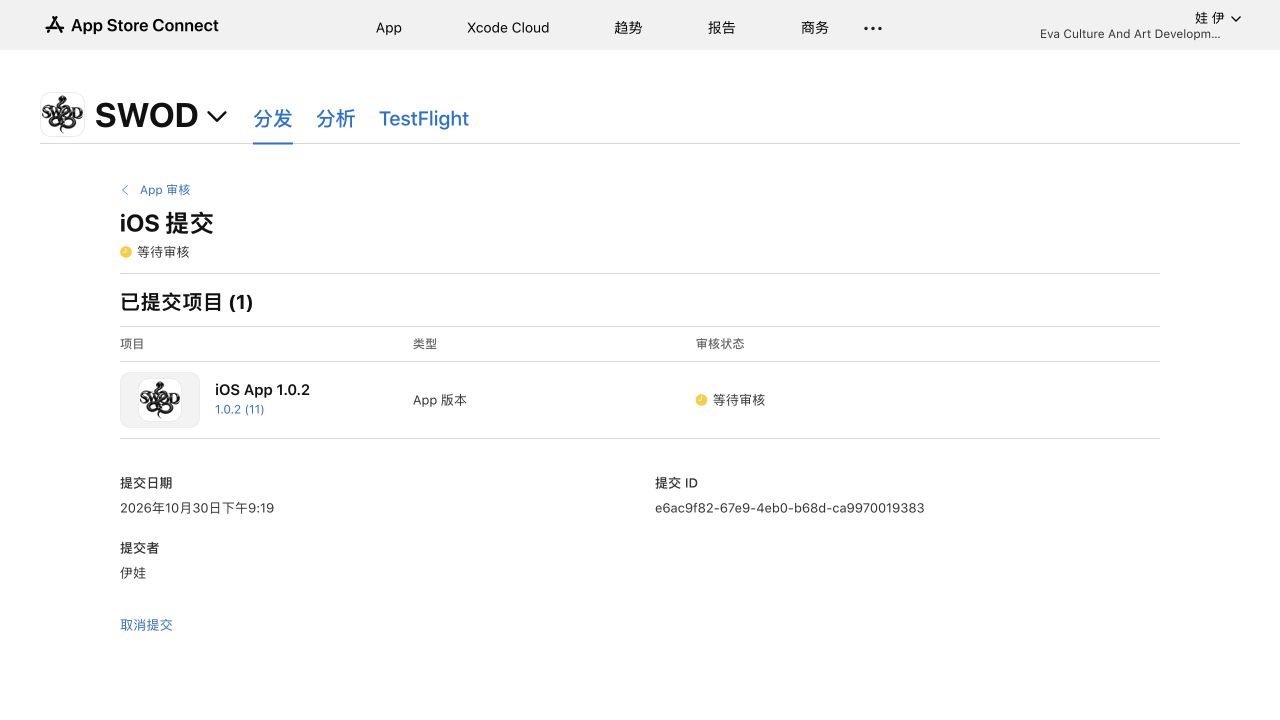 App Store Connect
App
Xcode Cloud
趋势
报告
商务
•••
娃 伊
Eva Culture And Art Developm...
SWOD
SWOD
分发
分析
TestFlight
App 审核
iOS 提交
等待审核
已提交项目 (1)
项目
类型
审核状态
SWOD
iOS App 1.0.2
1.0.2 (11)
App 版本
等待审核
提交日期
2026年10月30日下午9:19
提交 ID
e6ac9f82-67e9-4eb0-b68d-ca9970019383
提交者
伊娃
取消提交